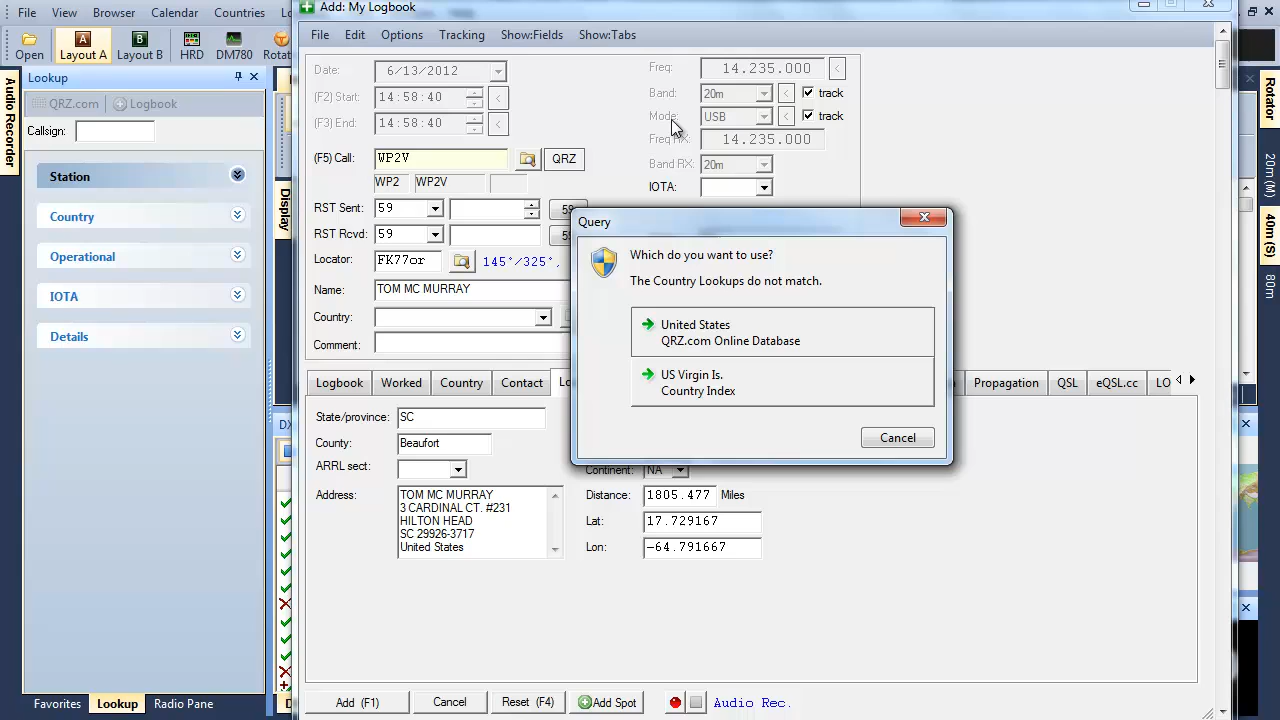 Add: My Logbook
File View Browser Calendar Countries
Open Layout A Layout B HRD DM780 Rotat
File Edit Options Tracking Show:Fields Show:Tabs
Audio Recorder
Lookup
QRZ.com Logbook
Callsign:
Station
Country
Operational
IOTA
Details
Favorites Lookup Radio Pane
Display
Date: 6/13/2012
(F2) Start: 14:58:40 <
(F3) End: 14:58:40 <
(F5) Call: WP2V QRZ
WP2 WP2V
RST Sent: 59 59
RST Rcvd: 59
Locator: FK77or 145°/325°,
Name: TOM MC MURRAY
Country:
Comment:
Freq: 14.235.000 <
Band: 20m < track
Mode: USB < track
Freq RX: 14.235.000
Band RX: 20m
IOTA:
Query
Which do you want to use?
The Country Lookups do not match.
United States
QRZ.com Online Database
US Virgin Is.
Country Index
Cancel
Logbook Worked Country Contact Propagation QSL eQSL.cc LO
State/province: SC
County: Beaufort
ARRL sect:
Address: TOM MC MURRAY
3 CARDINAL CT. #231
HILTON HEAD
SC 29926-3717
United States
Continent: NA
Distance: 1805.477 Miles
Lat: 17.729167
Lon: -64.791667
Add (F1) Cancel Reset (F4) Add Spot Audio Rec.
Rotator
20m (M)
40m (S)
80m